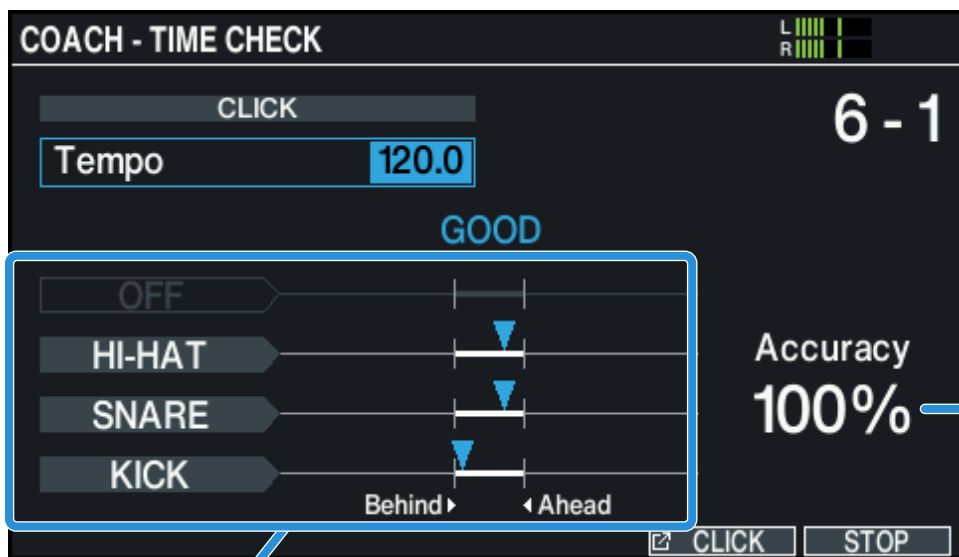 COACH - TIME CHECK
L
R
CLICK
6 - 1
Tempo 120.0
GOOD
OFF
HI-HAT
SNARE
KICK
Behind
Ahead
Accuracy
100%
CLICK
STOP